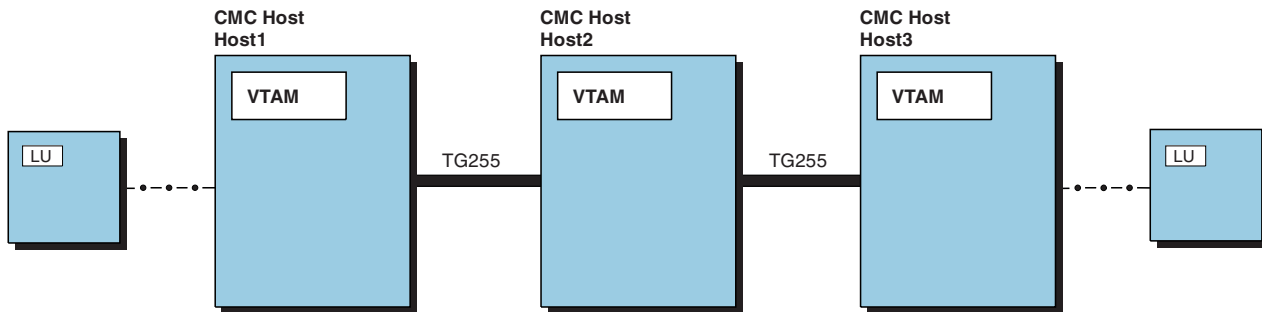 CMC Host
Host1
CMC Host
Host2
CMC Host
Host3
VTAM
VTAM
VTAM
LU
TG255
TG255
LU